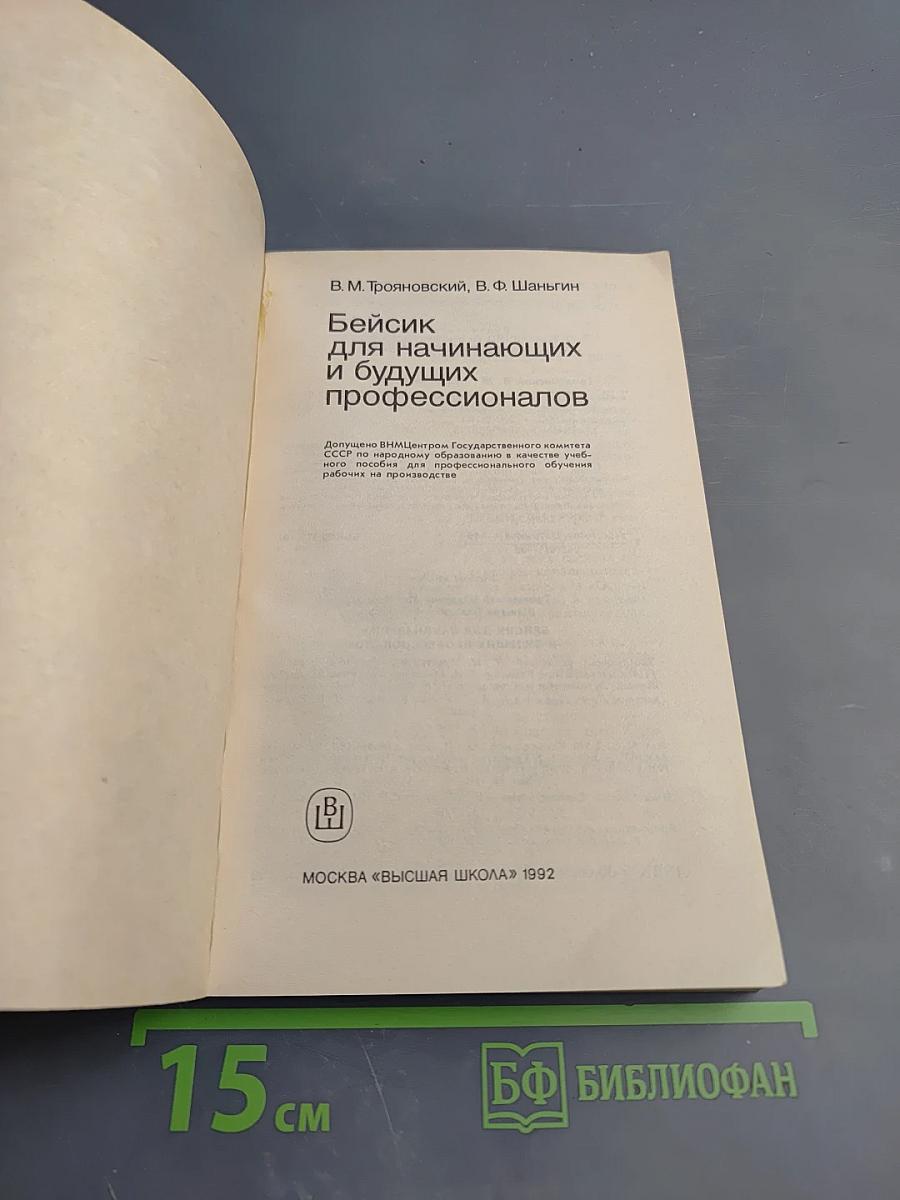 В. М. Трояновский, В. Ф. Шаньгин
Бейсик
для начинающих
и будущих
профессионалов
Допущено ВНМЦентром Государственного комитета
СССР по народному образованию в качестве учеб-
ного пособия для профессионального обучения
рабочих на производстве
ВШ
МОСКВА «ВЫСШАЯ ШКОЛА» 1992
15 см
БФ БИБЛИОФАН